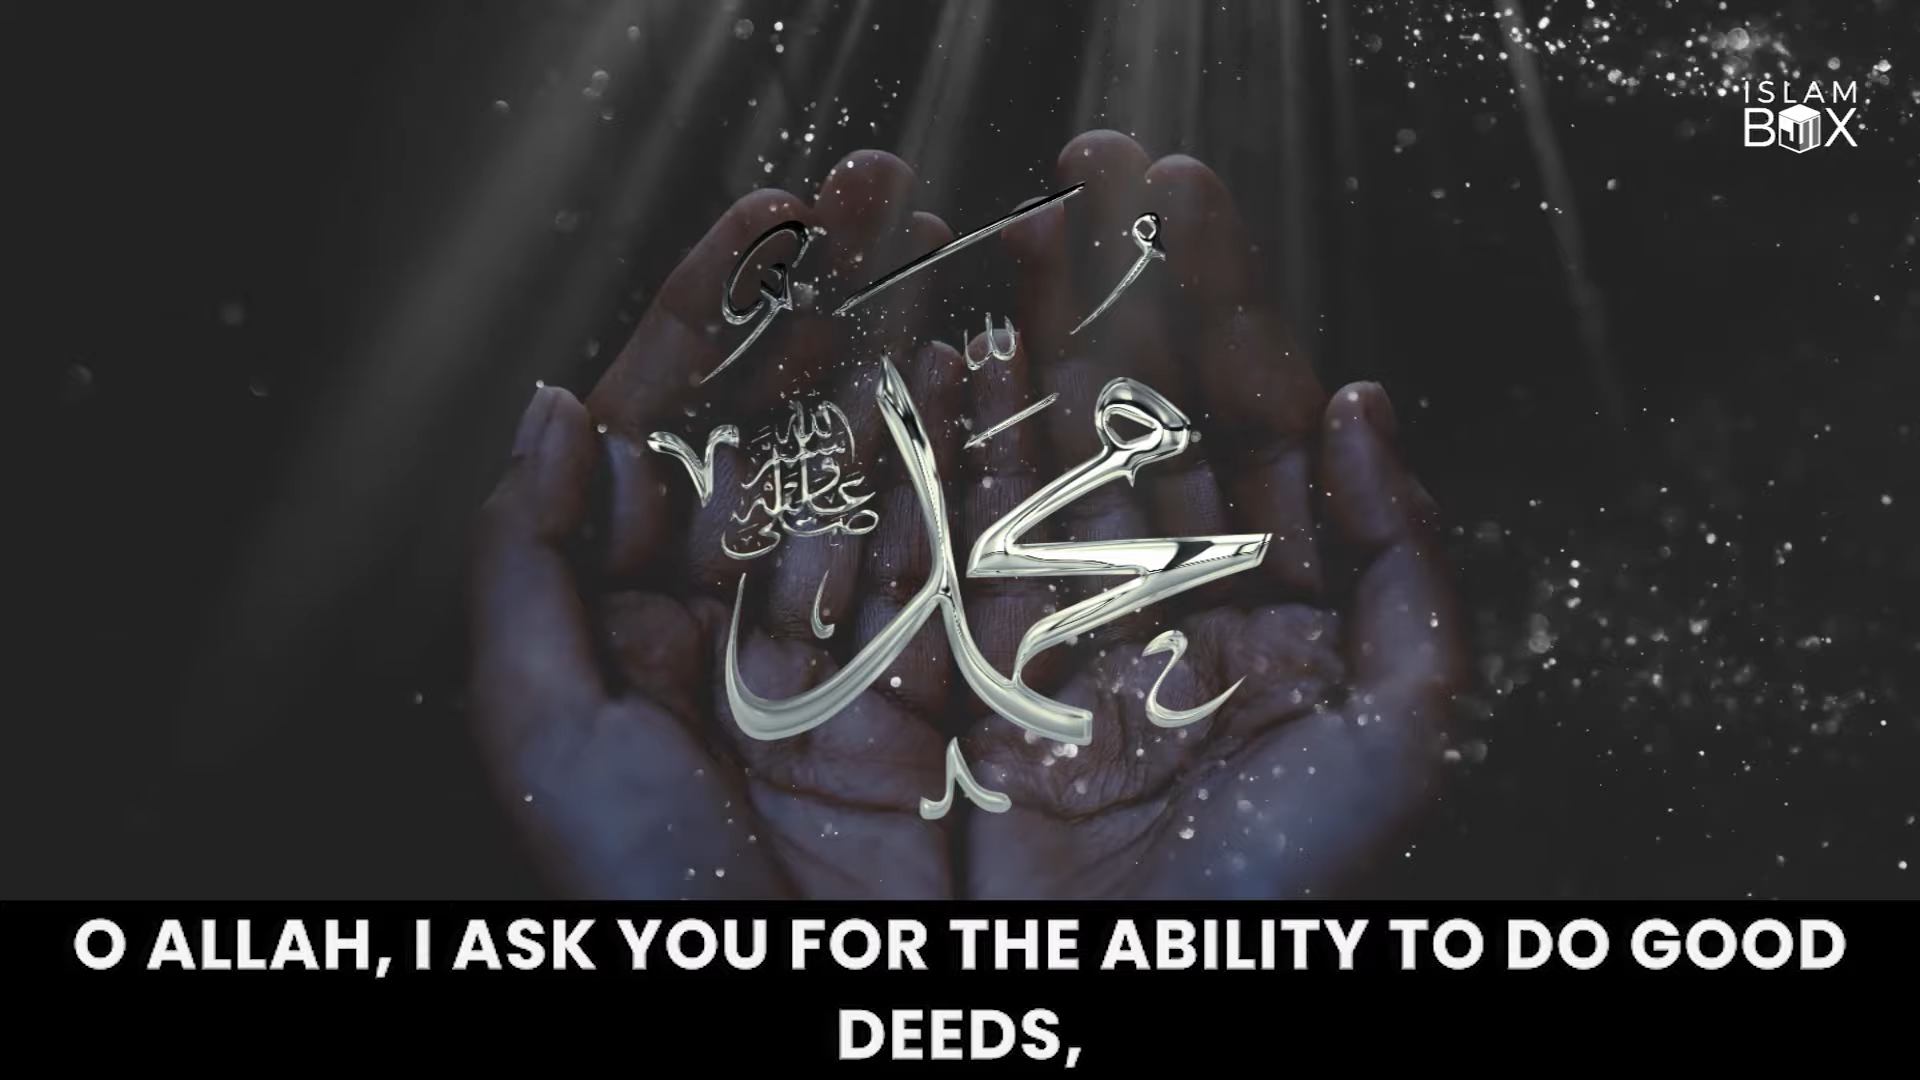 ISLAM
BOX
محمد
صلى الله عليه وسلم
O ALLAH, I ASK YOU FOR THE ABILITY TO DO GOOD
DEEDS,